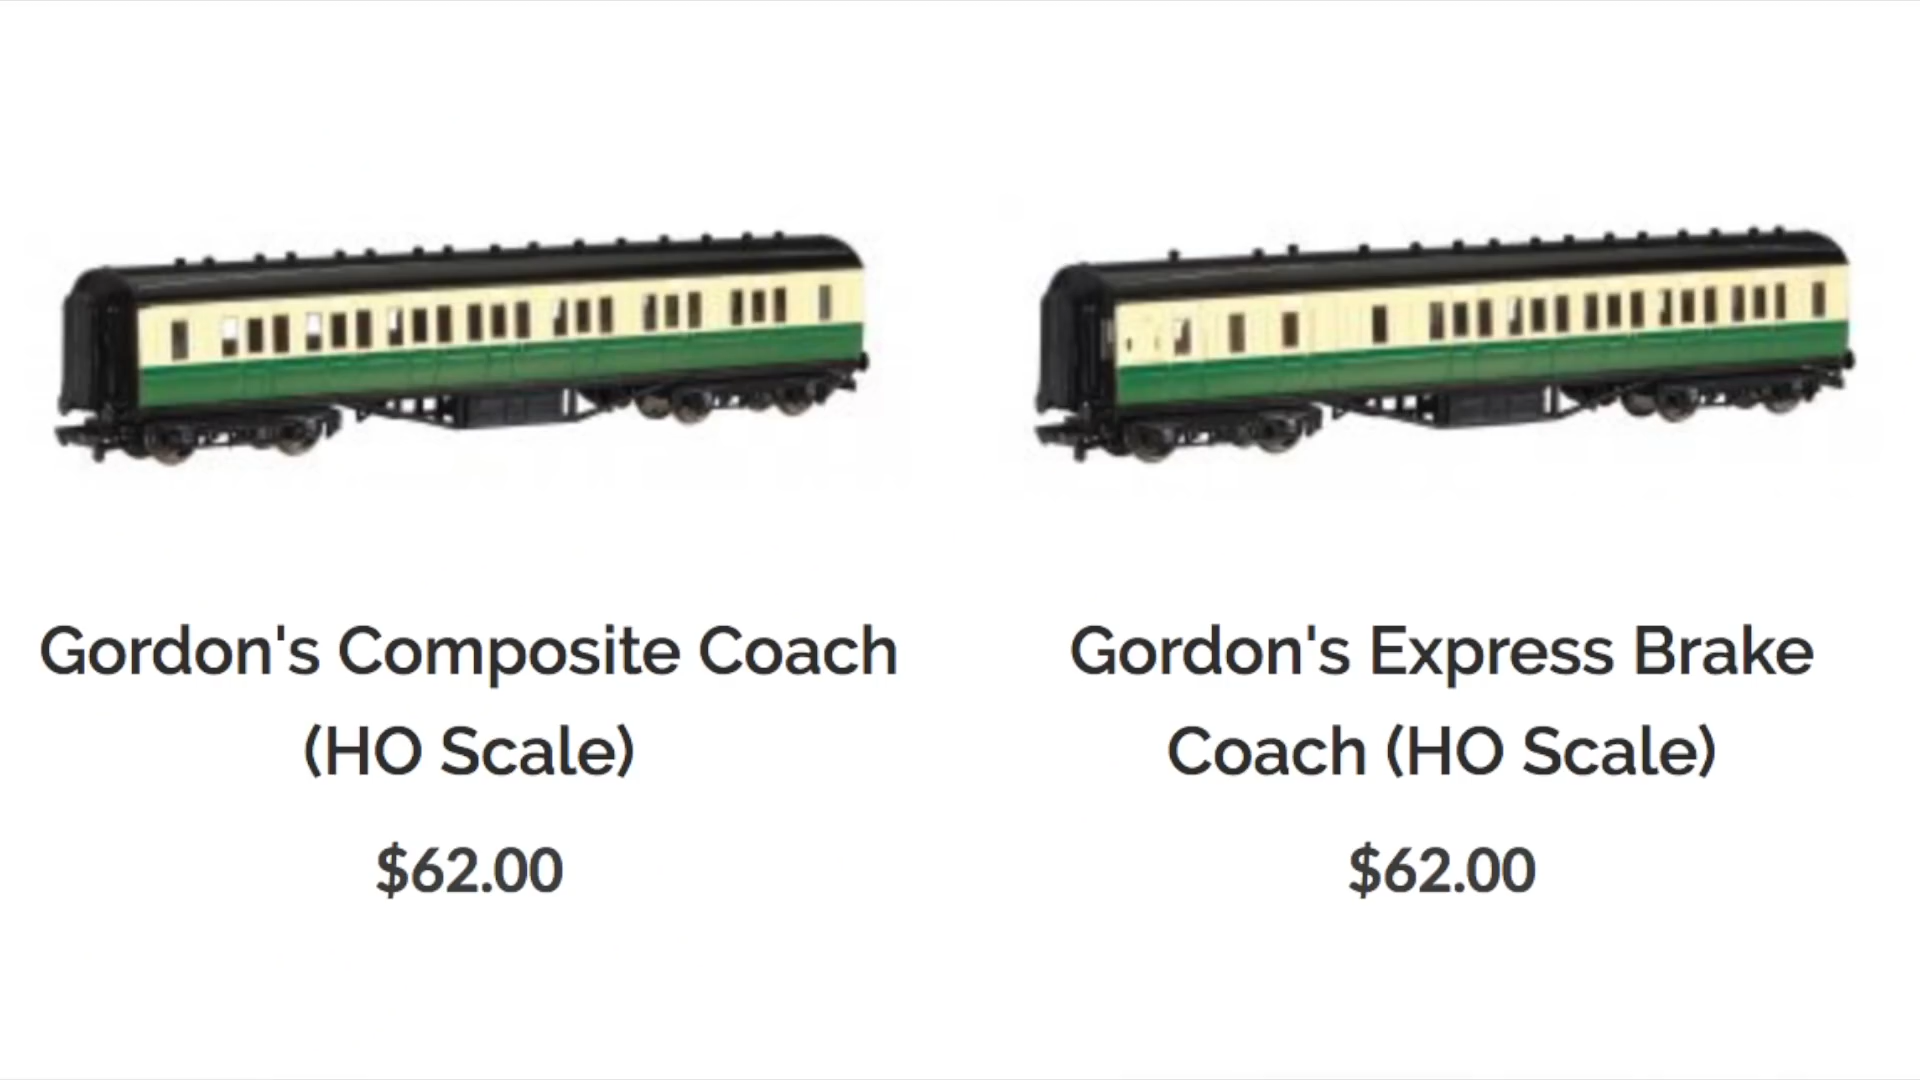 Gordon's Composite Coach
(HO Scale)
$62.00
Gordon's Express Brake
Coach (HO Scale)
$62.00